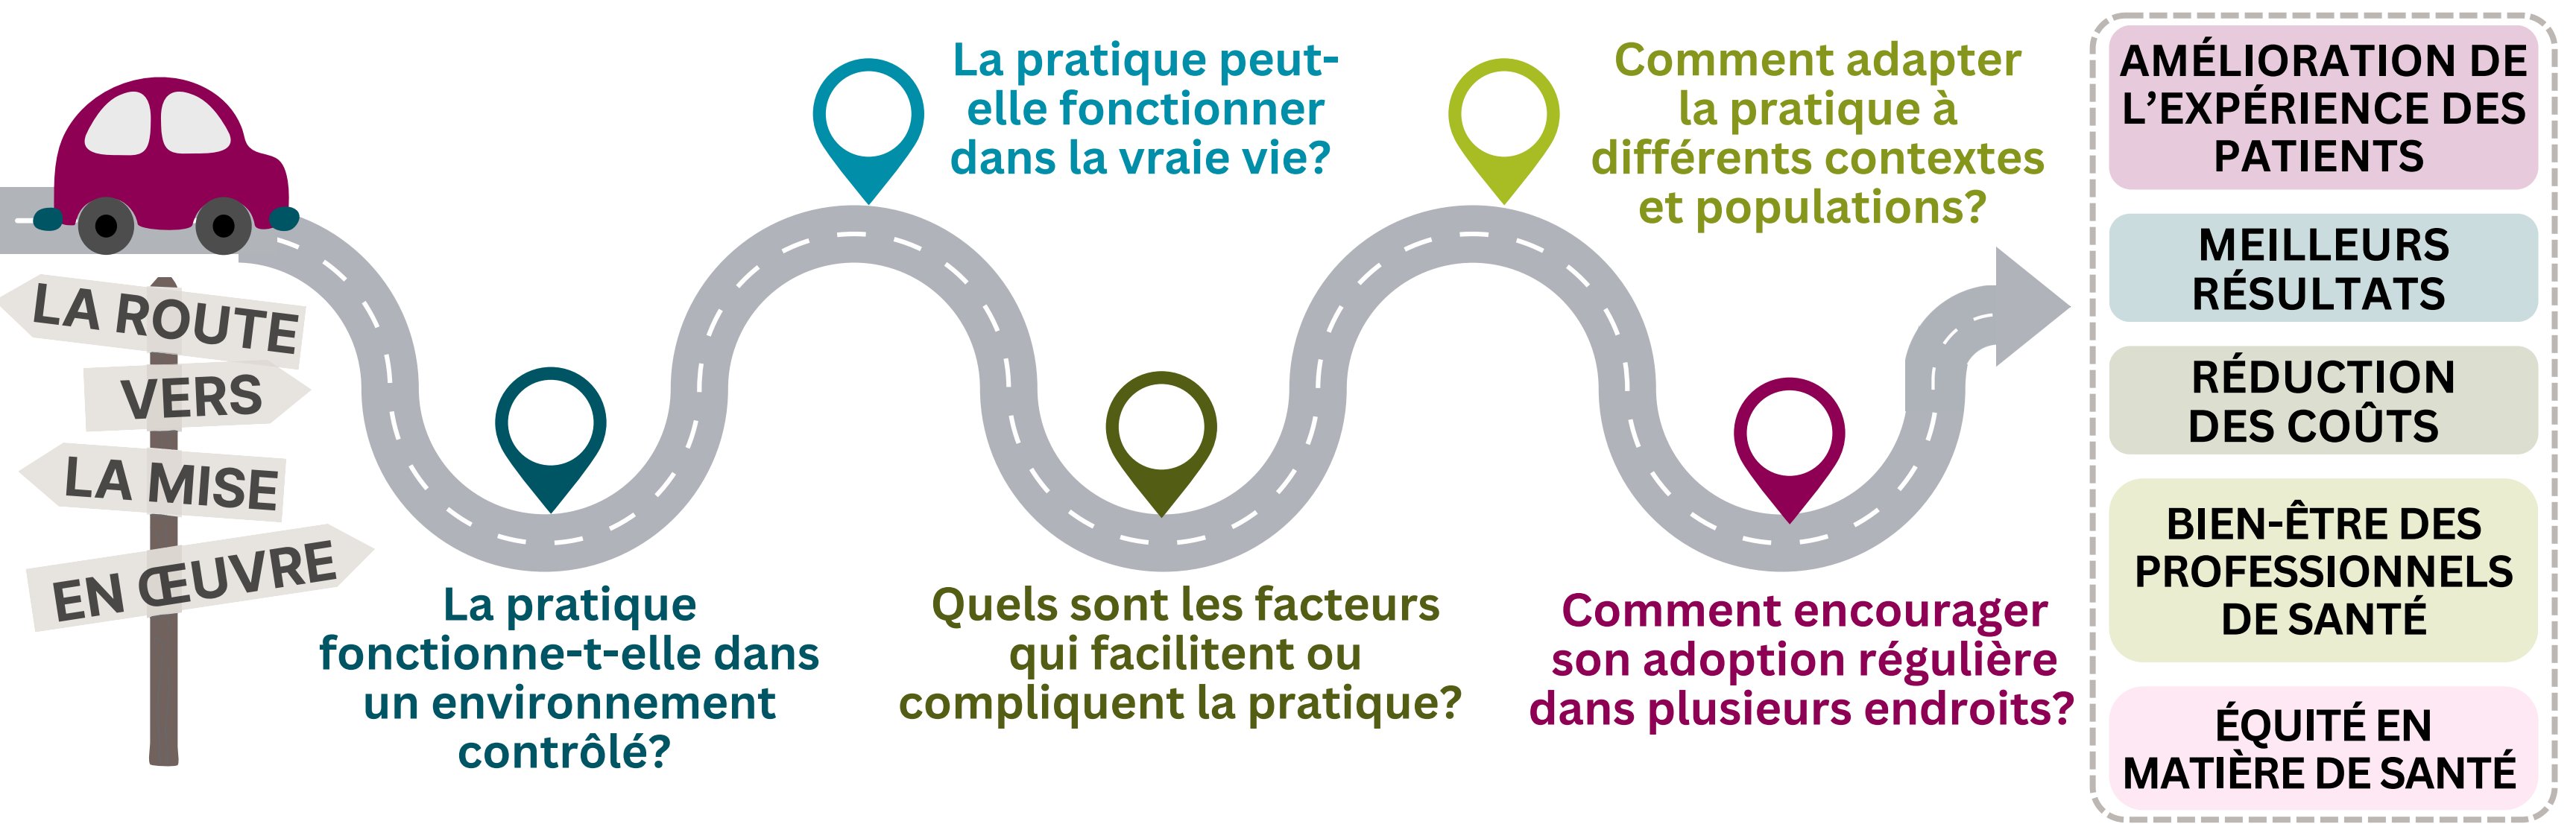 LA ROUTE
VERS
LA MISE
EN ŒUVRE
La pratique
fonctionne-t-elle dans
un environnement
contrôlé?
La pratique peut-
elle fonctionner
dans la vraie vie?
Quels sont les facteurs
qui facilitent ou
compliquent la pratique?
Comment adapter
la pratique à
différents contextes
et populations?
Comment encourager
son adoption régulière
dans plusieurs endroits?
AMÉLIORATION DE
L’EXPÉRIENCE DES
PATIENTS
MEILLEURS
RÉSULTATS
RÉDUCTION
DES COÛTS
BIEN-ÊTRE DES
PROFESSIONNELS
DE SANTÉ
ÉQUITÉ EN
MATIÈRE DE SANTÉ